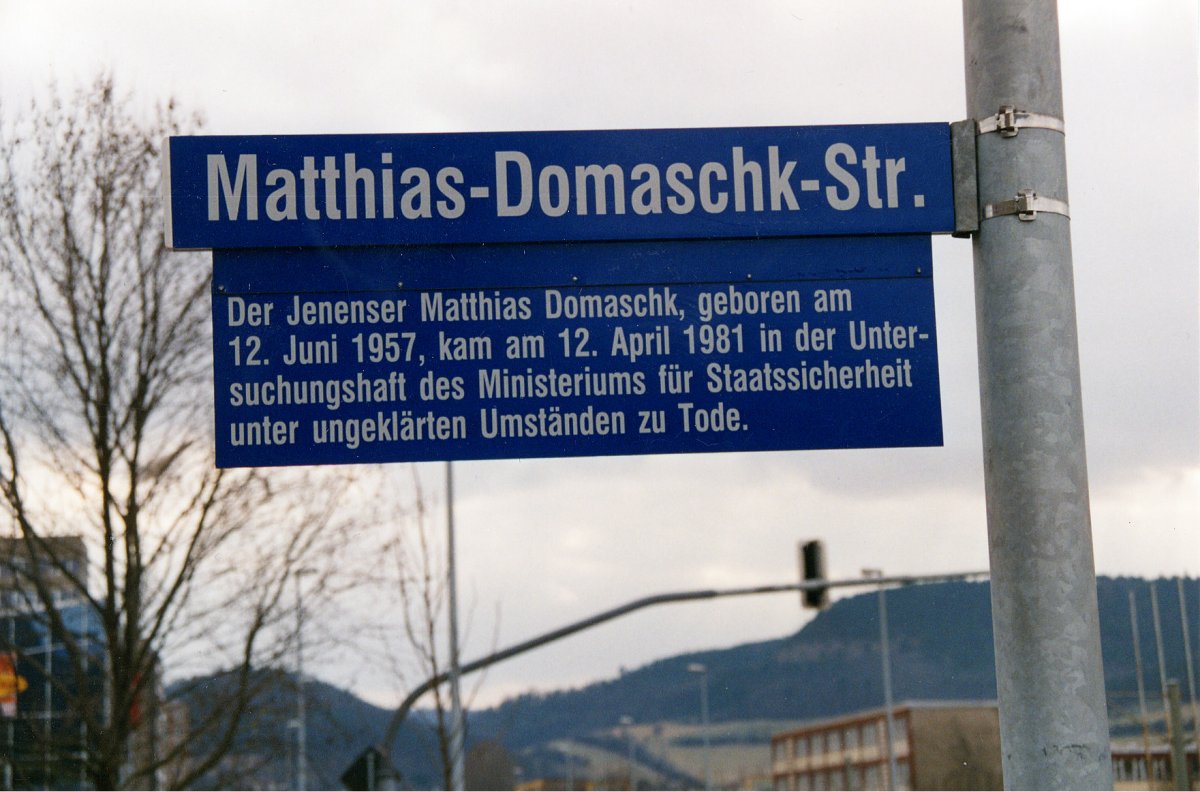 Matthias-Domaschk-Str.
Der Jenenser Matthias Domaschk, geboren am
12. Juni 1957, kam am 12. April 1981 in der Unter-
suchungshaft des Ministeriums für Staatssicherheit
unter ungeklärten Umständen zu Tode.